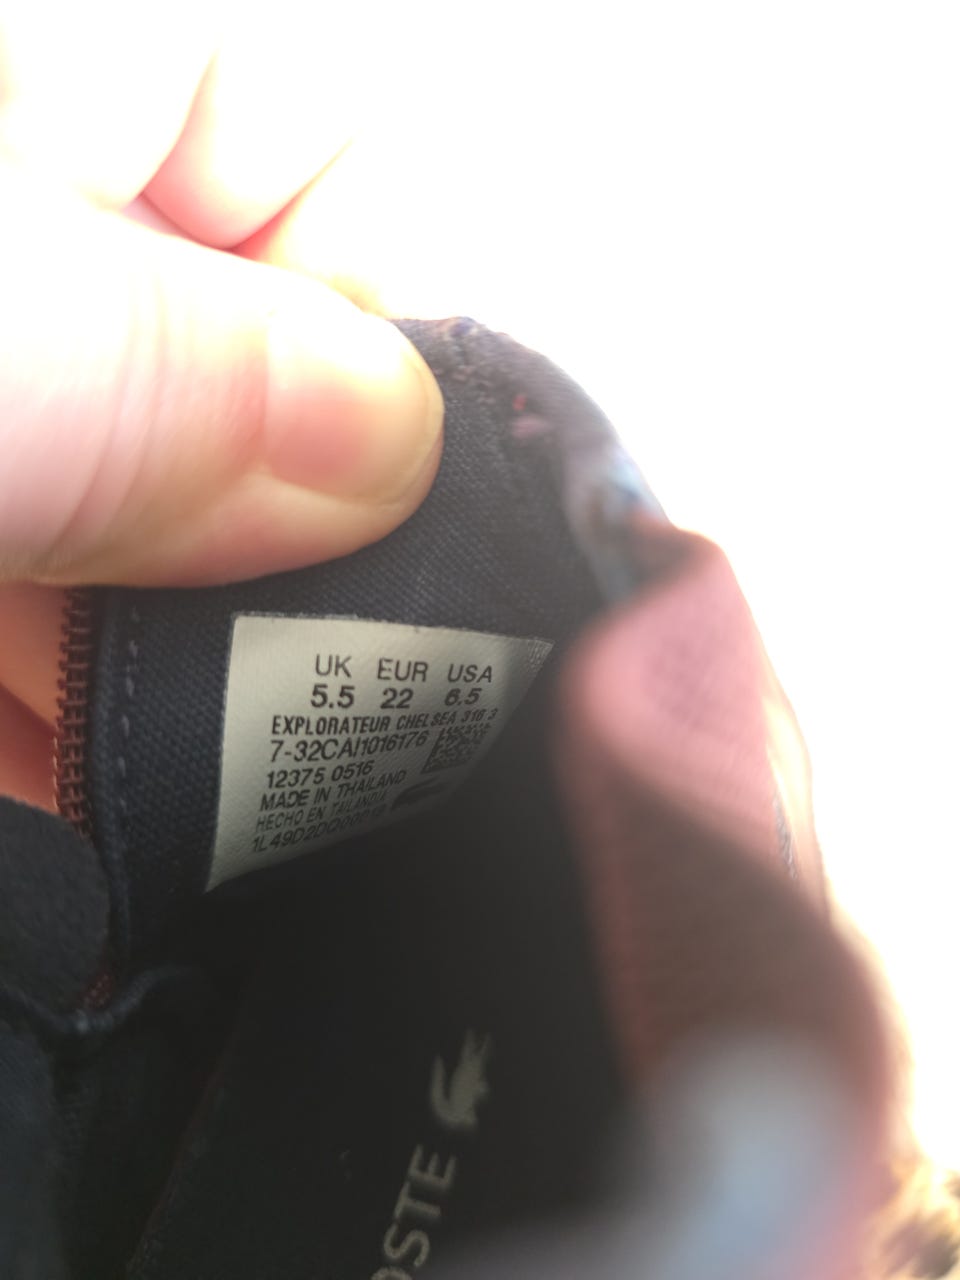 UK EUR USA
5.5 22 6.5
EXPLORATEUR CHELSEA 316 3
7-32CAI1016176
12375 0516
MADE IN THAILAND
HECHO EN TAILANDIA
OSTE